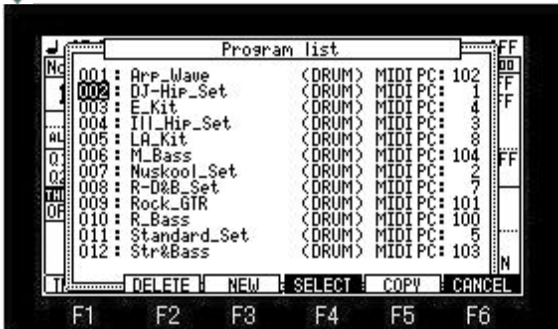 Program list
001: Arp_Wave (DRUM) MIDI PC: 102
002: DJ-Hip_Set (DRUM) MIDI PC: 1
003: E_Kit (DRUM) MIDI PC: 4
004: Ill_Hip_Set (DRUM) MIDI PC: 3
005: LA_Kit (DRUM) MIDI PC: 8
006: M_Bass (DRUM) MIDI PC: 104
007: Nuskool_Set (DRUM) MIDI PC: 2
008: R-D&B_Set (DRUM) MIDI PC: 7
009: Rock_GTR (DRUM) MIDI PC: 101
010: R_Bass (DRUM) MIDI PC: 100
011: Standard_Set (DRUM) MIDI PC: 5
012: Str&Bass (DRUM) MIDI PC: 103
DELETE NEW SELECT COPY CANCEL
F1 F2 F3 F4 F5 F6